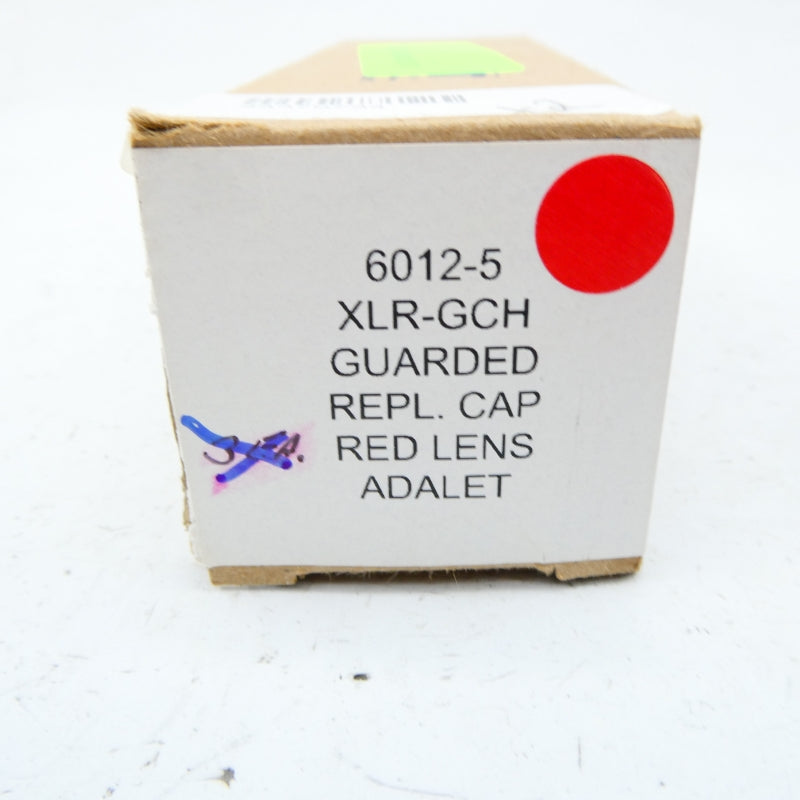 6012-5
XLR-GCH
GUARDED
REPL. CAP
RED LENS
ADALET